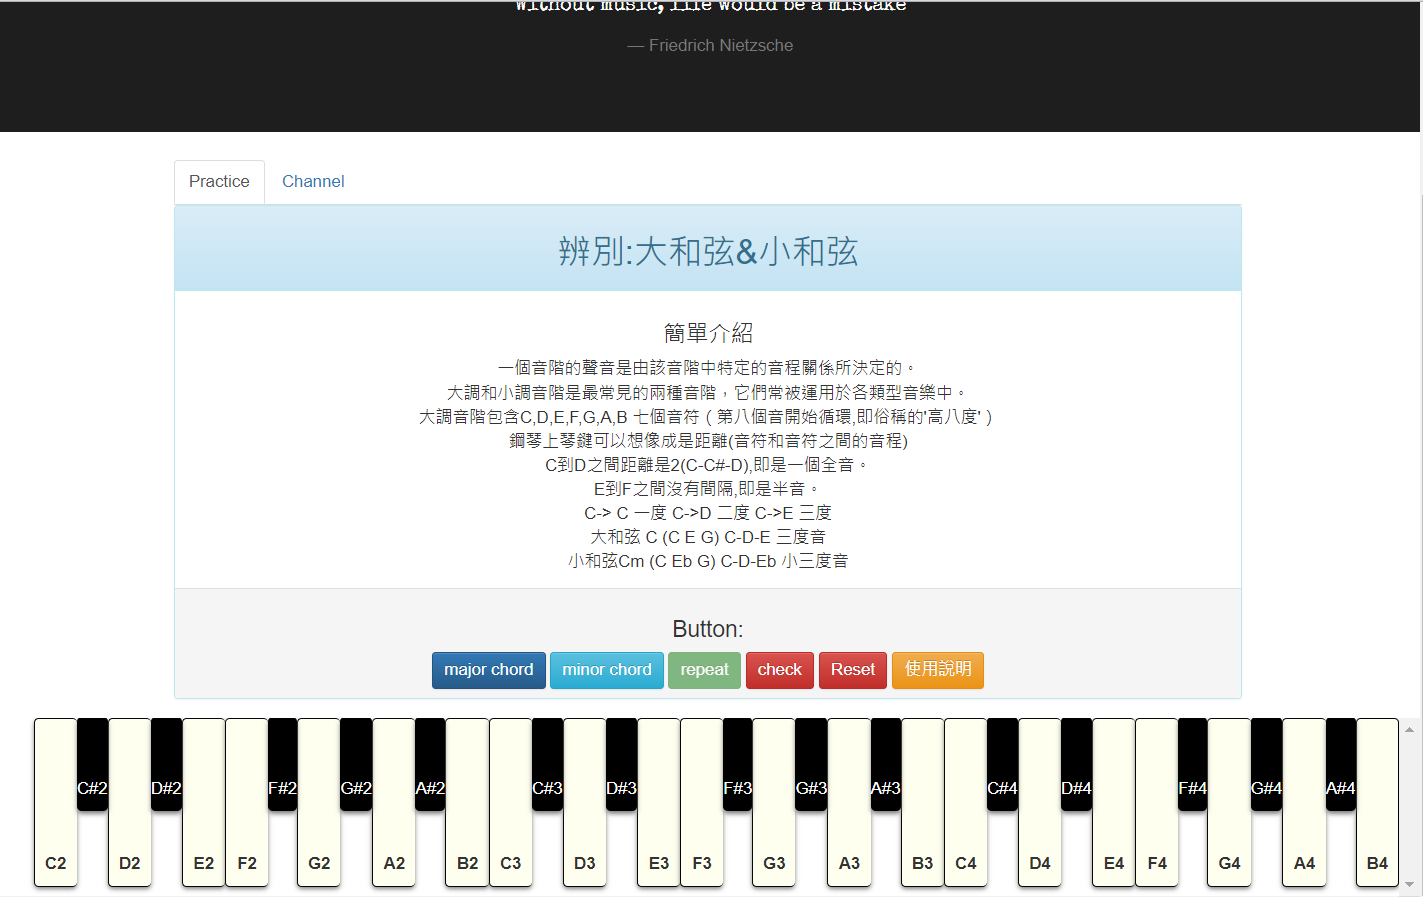 Without music, life would be a mistake
— Friedrich Nietzsche
Practice Channel
辨別:大和弦&小和弦
簡單介紹
一個音階的聲音是由該音階中特定的音程關係所決定的。
大調和小調音階是最常見的兩種音階，它們常被運用於各類型音樂中。
大調音階包含C,D,E,F,G,A,B 七個音符 ( 第八個音開始循環,即俗稱的'高八度' )
鋼琴上琴鍵可以想像成是距離(音符和音符之間的音程)
C到D之間距離是2(C-C#-D),即是一個全音。
E到F之間沒有間隔,即是半音。
C-> C 一度 C->D 二度 C->E 三度
大和弦 C (C E G) C-D-E 三度音
小和弦Cm (C Eb G) C-D-Eb 小三度音
Button:
major chord minor chord repeat check Reset 使用說明
C#2 D#2 F#2 G#2 A#2 C#3 D#3 F#3 G#3 A#3 C#4 D#4 F#4 G#4 A#4
C2 D2 E2 F2 G2 A2 B2 C3 D3 E3 F3 G3 A3 B3 C4 D4 E4 F4 G4 A4 B4